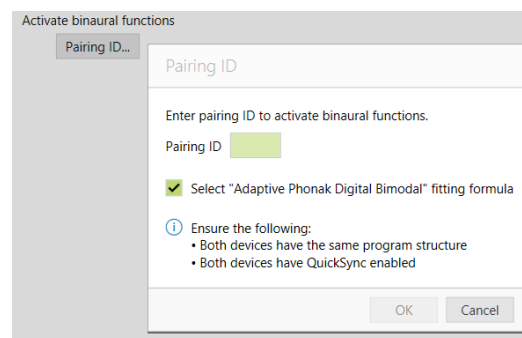 Activate binaural functions
Pairing ID...
Pairing ID
Enter pairing ID to activate binaural functions.
Pairing ID
Select "Adaptive Phonak Digital Bimodal" fitting formula
Ensure the following:
• Both devices have the same program structure
• Both devices have QuickSync enabled
OK
Cancel